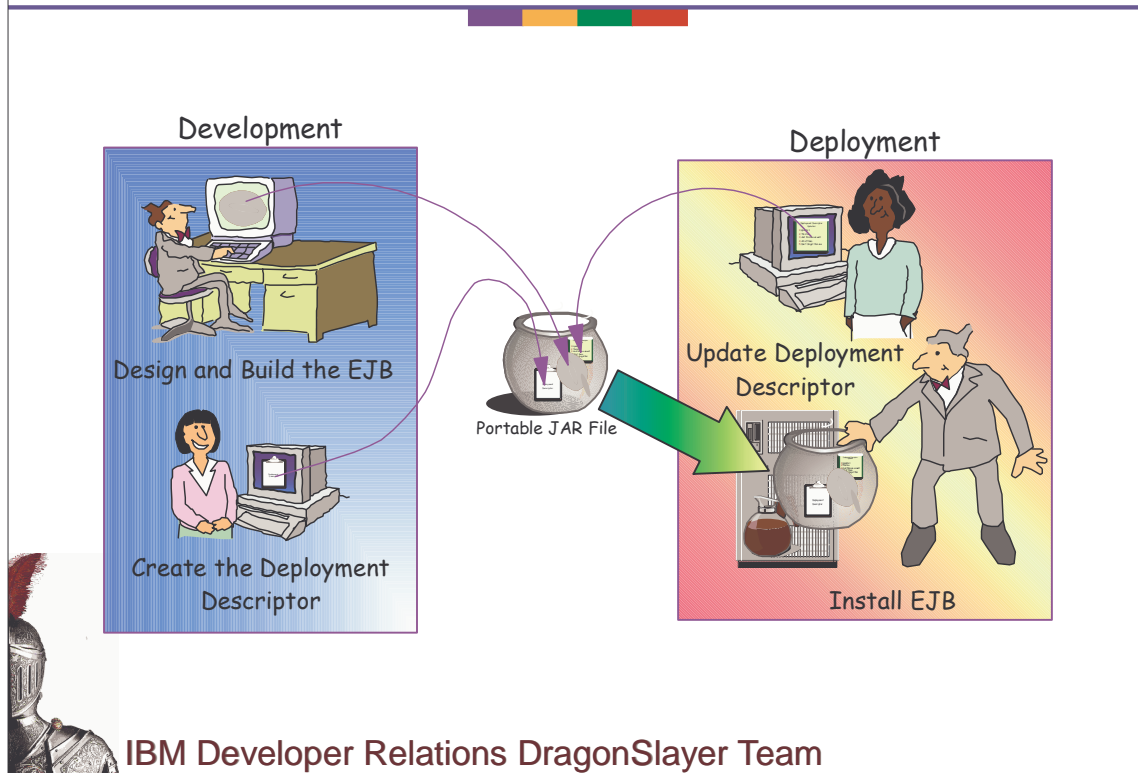 Development
Design and Build the EJB
Create the Deployment
Descriptor
Portable JAR File
Deployment
Update Deployment
Descriptor
Install EJB
IBM Developer Relations DragonSlayer Team